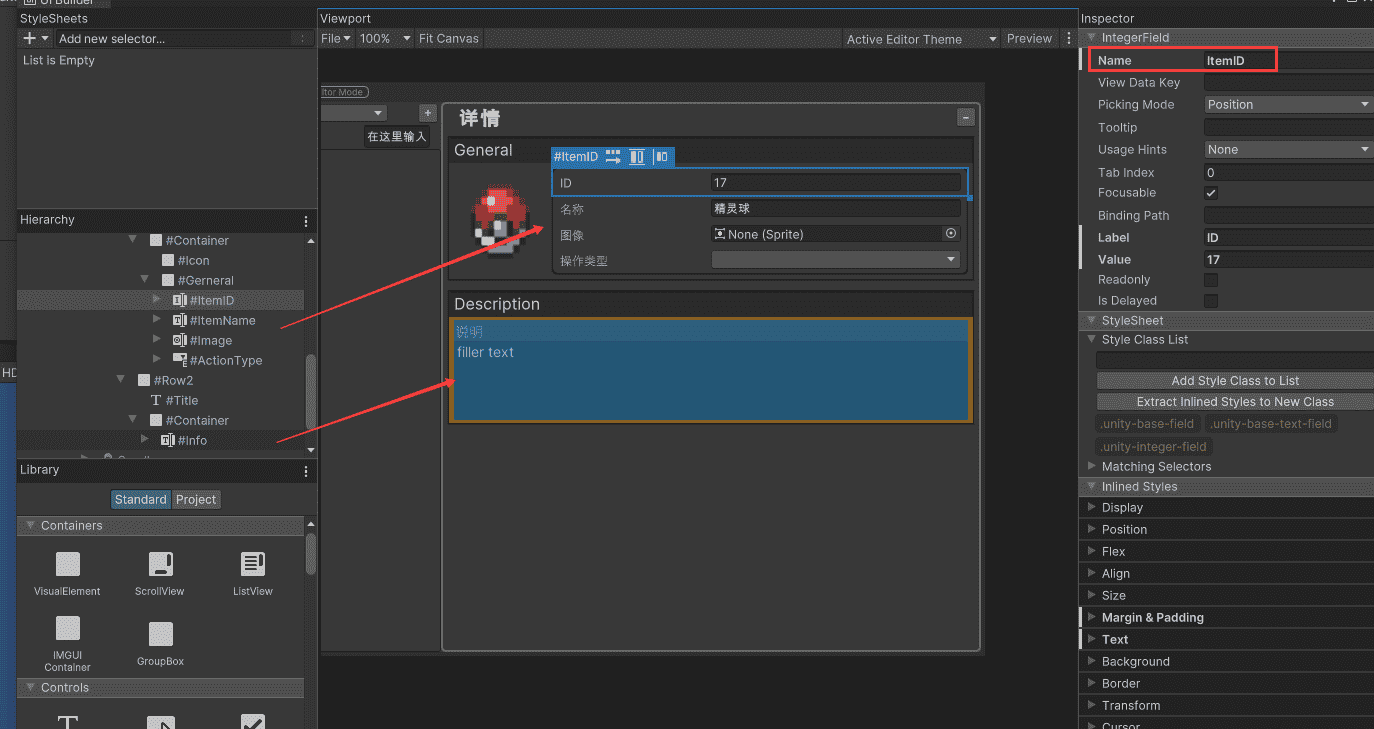 UI Builder
StyleSheets
Add new selector...
List is Empty
Hierarchy
#Container
#Icon
#Gerneral
#ItemID
#ItemName
#Image
#ActionType
#Row2
#Title
#Container
#Info
HD
Library
Standard Project
Containers
VisualElement ScrollView ListView
IMGUI
Container GroupBox
Controls
Viewport
File 100% Fit Canvas Active Editor Theme Preview
tor Mode
+
在这里输入
详情
-
General
#ItemID
ID 17
名称 精灵球
图像 None (Sprite)
操作类型
Description
说明
filler text
Inspector
IntegerField
Name ItemID
View Data Key
Picking Mode Position
Tooltip
Usage Hints None
Tab Index 0
Focusable
Binding Path
Label ID
Value 17
Readonly
Is Delayed
StyleSheet
Style Class List
Add Style Class to List
Extract Inlined Styles to New Class
.unity-base-field .unity-base-text-field
.unity-integer-field
Matching Selectors
Inlined Styles
Display
Position
Flex
Align
Size
Margin & Padding
Text
Background
Border
Transform
Cursor